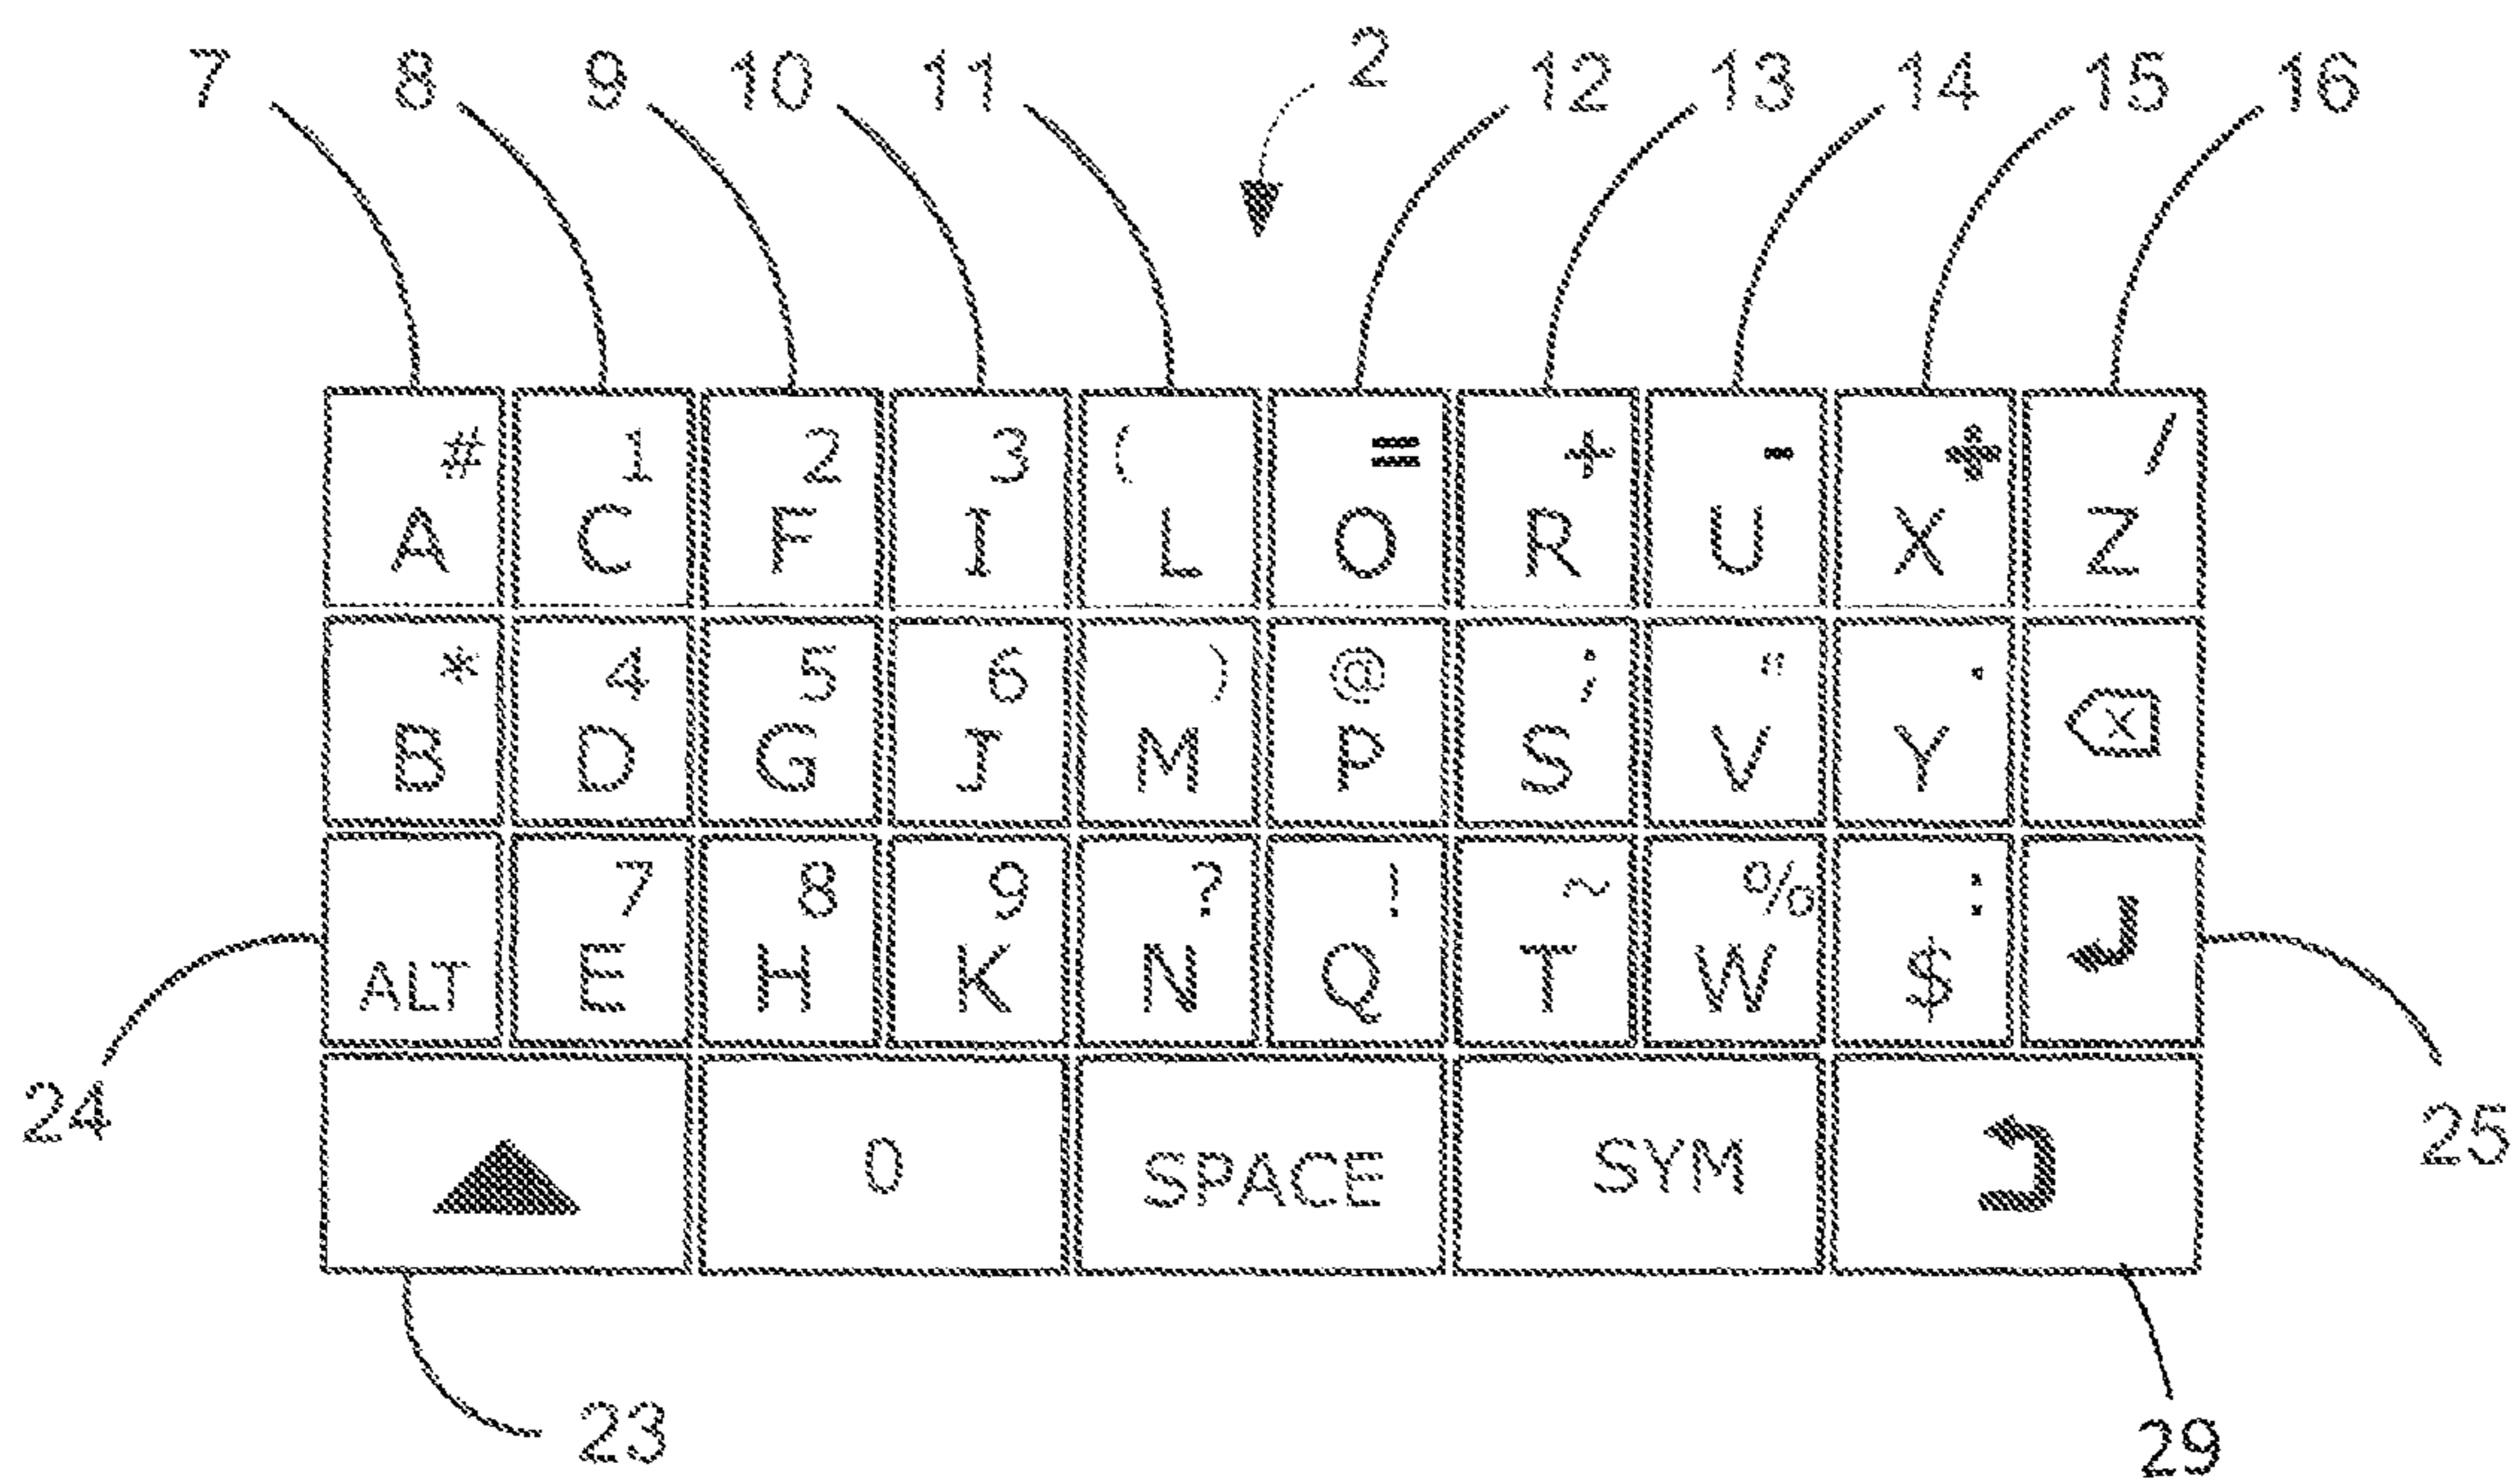 7 8 9 10 11 2 12 13 14 15 16
# 1 2 3 ( = + - ÷ /
A C F I L O R U X Z
* 4 5 6 ) @ ; " .
B D G J M P S V Y X
7 8 9 ? ! ~ % :
ALT E H K N Q T W $
24 25
0 SPACE SYM
23 29